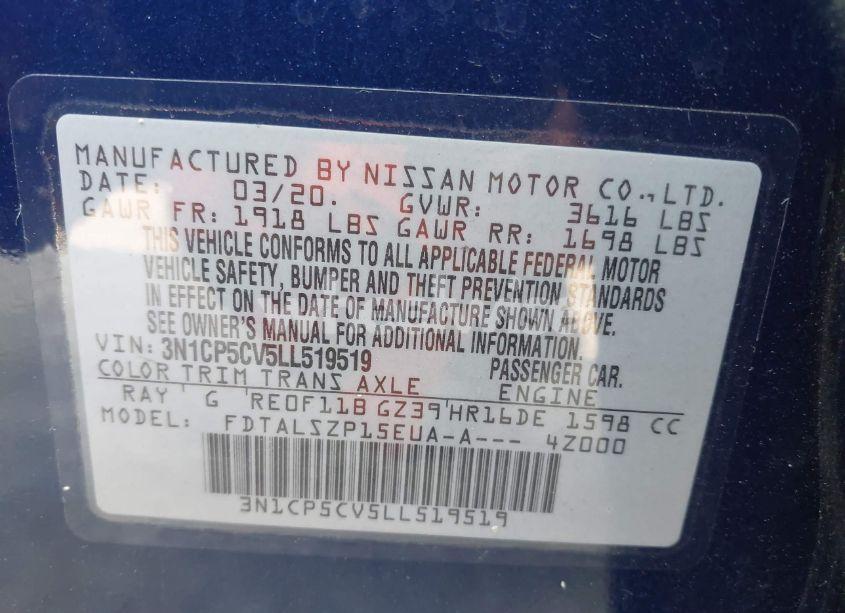 MANUFACTURED BY NISSAN MOTOR CO.,LTD.
DATE: 03/20. GVWR: 3616 LBS
GAWR FR: 1918 LBS GAWR RR: 1698 LBS
THIS VEHICLE CONFORMS TO ALL APPLICABLE FEDERAL MOTOR
VEHICLE SAFETY, BUMPER AND THEFT PREVENTION STANDARDS
IN EFFECT ON THE DATE OF MANUFACTURE SHOWN ABOVE.
SEE OWNER'S MANUAL FOR ADDITIONAL INFORMATION.
VIN: 3N1CP5CV5LL519519 PASSENGER CAR.
COLOR TRIM TRANS AXLE ENGINE
RAY G RE0F11B GZ39 HR16DE 1598 CC
MODEL: FDTALSZP15EUA-A--- 4Z000
3N1CP5CV5LL519519